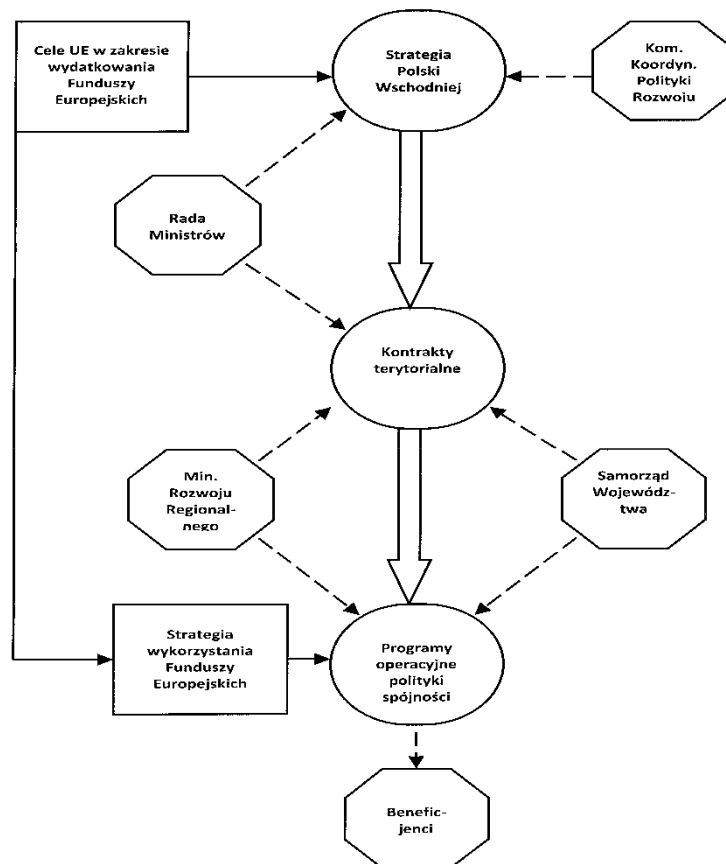 Cele UE w zakresie
wydatkowania
Funduszy
Europejskich
Strategia
Polski
Wschodniej
Kom.
Koordyn.
Polityki
Rozwoju
Rada
Ministrów
Kontrakty
terytorialne
Min.
Rozwoju
Regional-
nego
Samorząd
Wojewódz-
twa
Strategia
wykorzystania
Funduszy
Europejskich
Programy
operacyjne
polityki
spójności
Benefic-
jenci